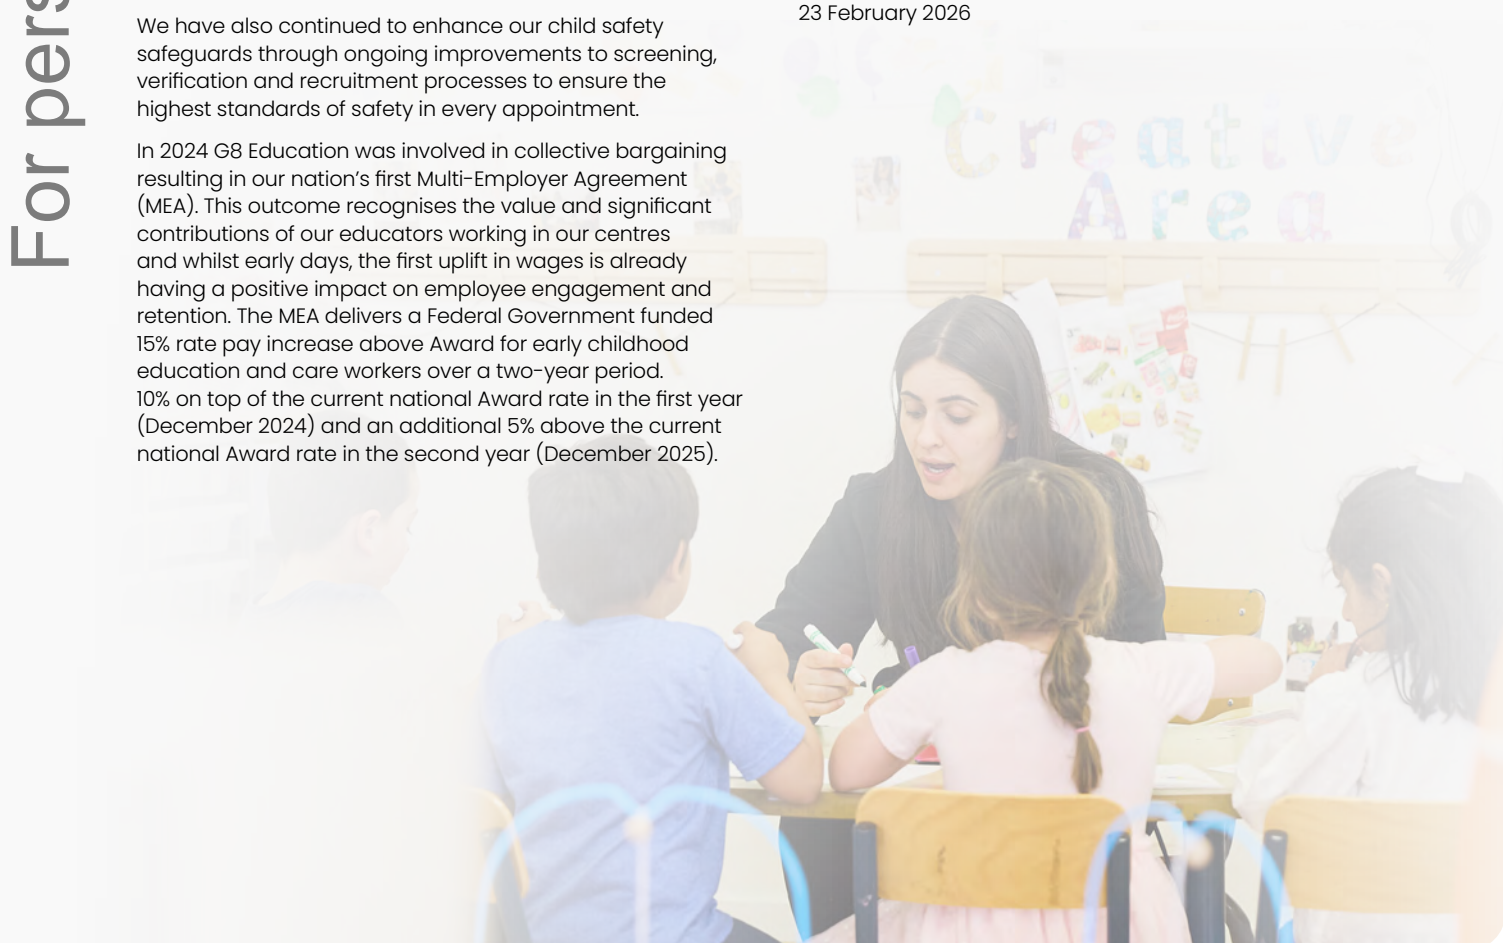 We have also continued to enhance our child safety
safeguards through ongoing improvements to screening,
verification and recruitment processes to ensure the
highest standards of safety in every appointment.
In 2024 G8 Education was involved in collective bargaining
resulting in our nation’s first Multi-Employer Agreement
(MEA). This outcome recognises the value and significant
contributions of our educators working in our centres
and whilst early days, the first uplift in wages is already
having a positive impact on employee engagement and
retention. The MEA delivers a Federal Government funded
15% rate pay increase above Award for early childhood
education and care workers over a two-year period.
10% on top of the current national Award rate in the first year
(December 2024) and an additional 5% above the current
national Award rate in the second year (December 2025).
23 February 2026
Creative
Area
For pers